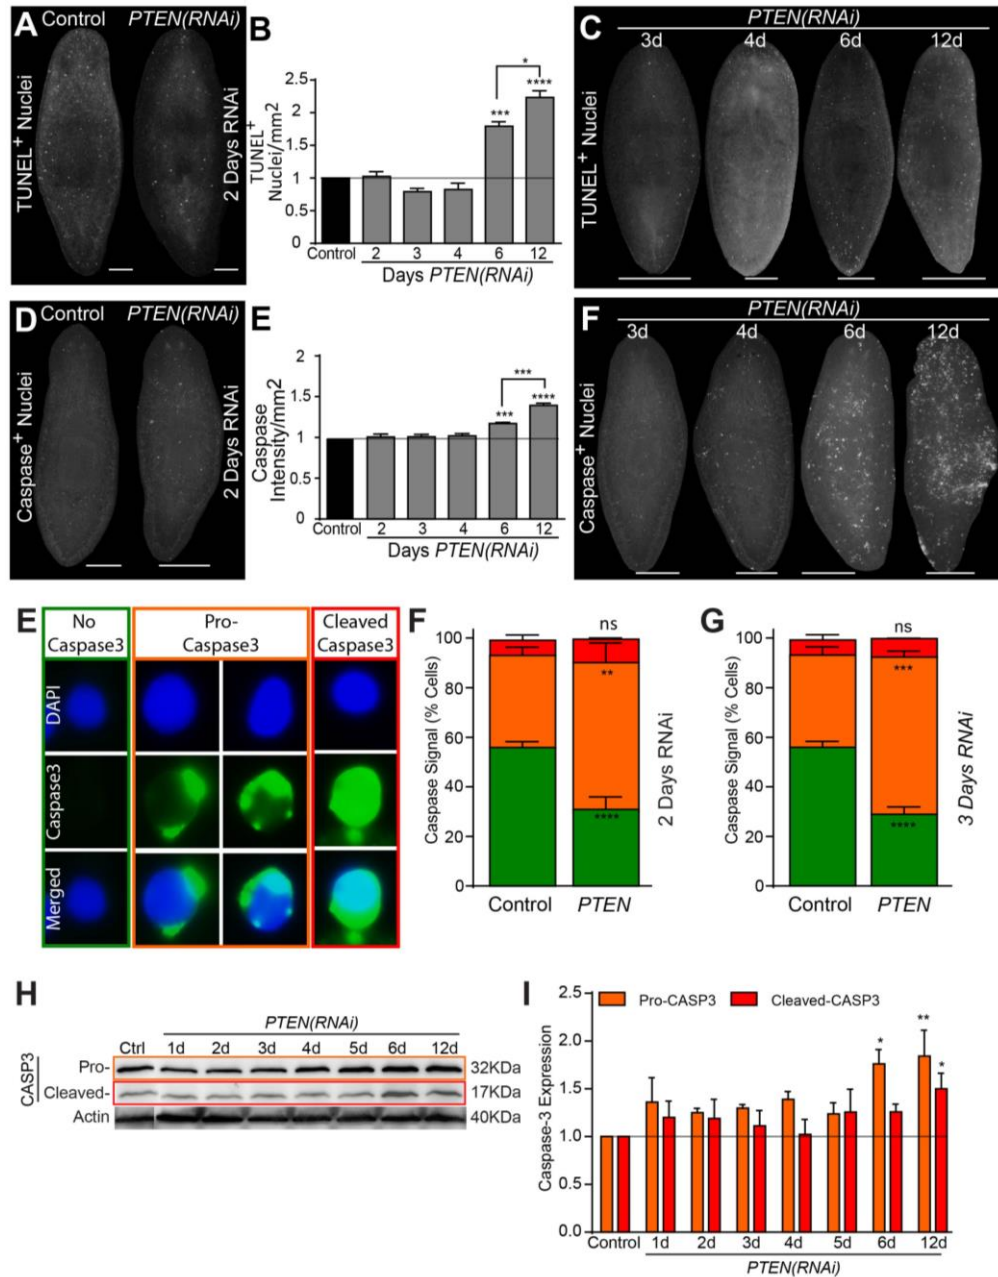 A
Control PTEN(RNAi)
TUNEL+ Nuclei
2 Days RNAi
B
TUNEL+
Nuclei/mm2
2.5
2
1.5
1
0.5
0
*
***
****
Control 2 3 4 6 12
Days PTEN(RNAi)
C
PTEN(RNAi)
3d 4d 6d 12d
TUNEL+ Nuclei
D
Control PTEN(RNAi)
Caspase+ Nuclei
2 Days RNAi
E
Caspase
Intensity/mm2
2
1.5
1
0.5
0
***
***
****
Control 2 3 4 6 12
Days PTEN(RNAi)
F
PTEN(RNAi)
3d 4d 6d 12d
Caspase+ Nuclei
E
No
Caspase3
Pro-
Caspase3
Cleaved
Caspase3
DAPI
Caspase3
Merged
F
Caspase Signal (% Cells)
100
80
60
40
20
0
ns
**
****
Control PTEN
2 Days RNAi
G
Caspase Signal (% Cells)
100
80
60
40
20
0
ns
***
****
Control PTEN
3 Days RNAi
H
PTEN(RNAi)
Ctrl 1d 2d 3d 4d 5d 6d 12d
CASP3
Pro- 32KDa
Cleaved- 17KDa
Actin 40KDa
I
Pro-CASP3 Cleaved-CASP3
Caspase-3 Expression
2.5
2.0
1.5
1.0
0.5
0.0
*
**
*
Control 1d 2d 3d 4d 5d 6d 12d
PTEN(RNAi)